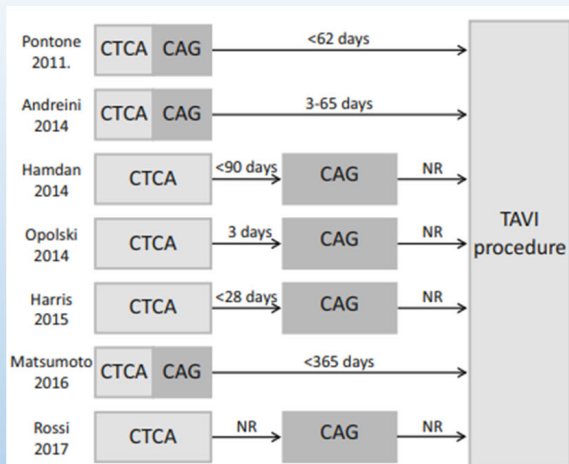 Pontone
2011.
CTCA CAG
<62 days
Andreini
2014
CTCA CAG
3-65 days
Hamdan
2014
CTCA
<90 days
CAG
NR
Opolski
2014
CTCA
3 days
CAG
NR
Harris
2015
CTCA
<28 days
CAG
NR
Matsumoto
2016
CTCA CAG
<365 days
Rossi
2017
CTCA
NR
CAG
NR
TAVI
procedure